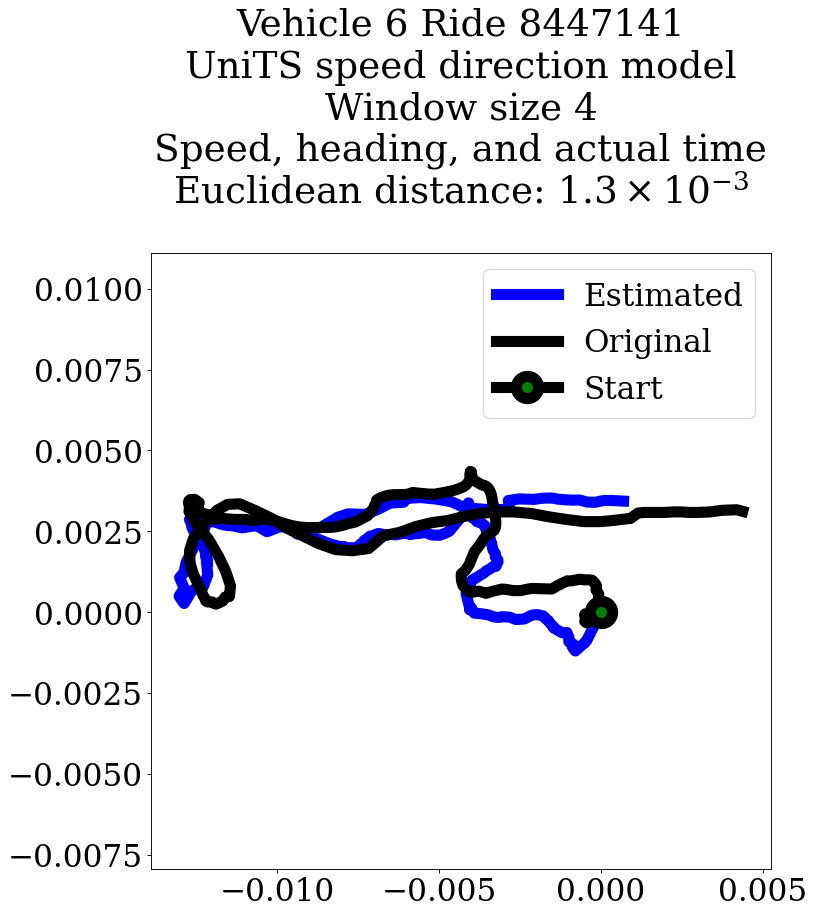 Vehicle 6 Ride 8447141
UniTS speed direction model
Window size 4
Speed, heading, and actual time
Euclidean distance: 1.3 × 10⁻³
Estimated
Original
Start
0.0100
0.0075
0.0050
0.0025
0.0000
−0.0025
−0.0050
−0.0075
−0.010 −0.005 0.000 0.005